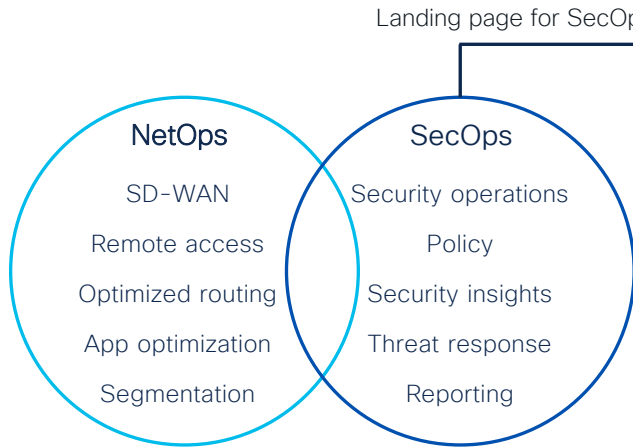 Landing page for SecOp
NetOps
SD-WAN
Remote access
Optimized routing
App optimization
Segmentation
SecOps
Security operations
Policy
Security insights
Threat response
Reporting